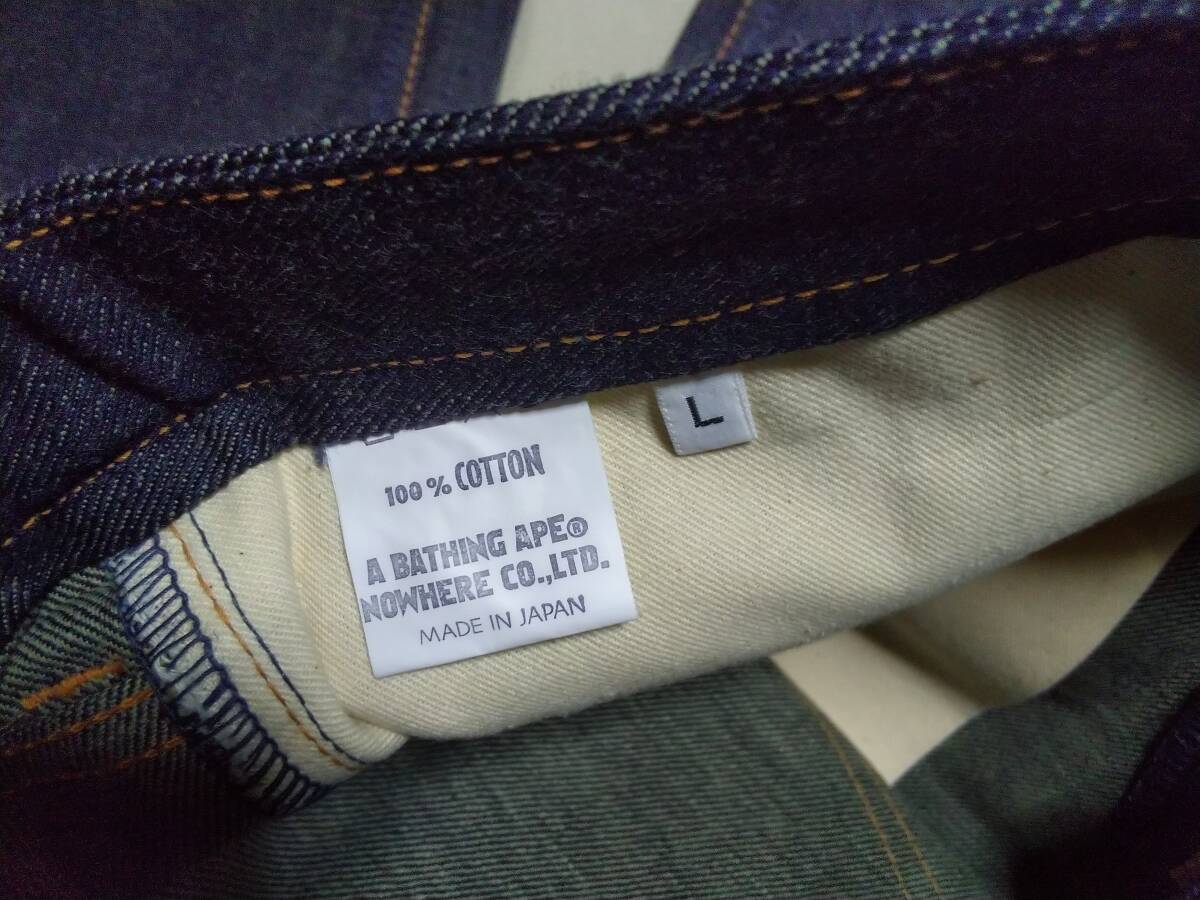 100% COTTON
A BATHING APE®
NOWHERE CO.,LTD.
MADE IN JAPAN
L